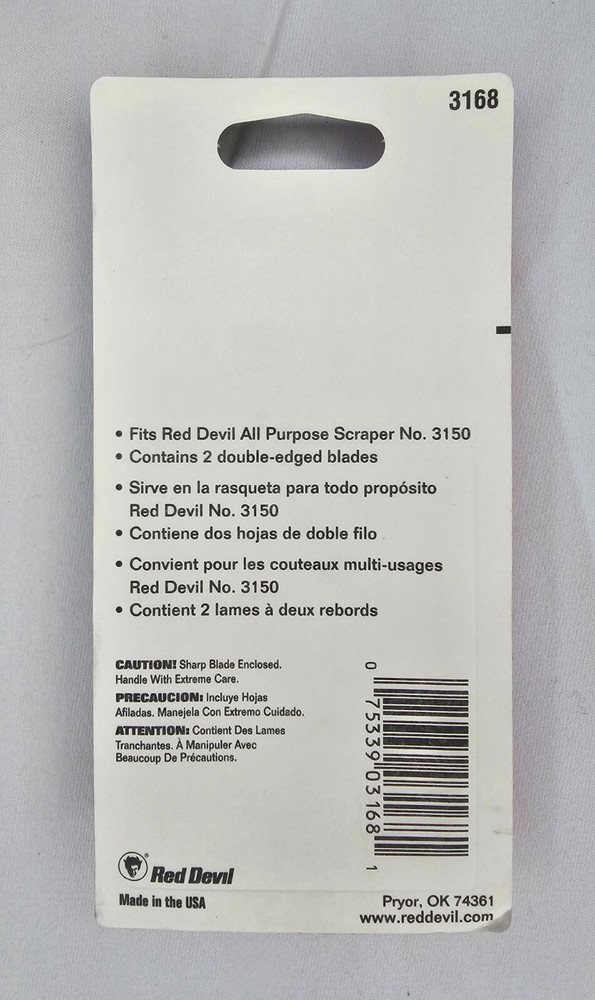 3168
• Fits Red Devil All Purpose Scraper No. 3150
• Contains 2 double-edged blades
• Sirve en la rasqueta para todo propósito
Red Devil No. 3150
• Contiene dos hojas de doble filo
• Convient pour les couteaux multi-usages
Red Devil No. 3150
• Contient 2 lames à deux rebords
CAUTION! Sharp Blade Enclosed.
Handle With Extreme Care.
PRECAUCION: Incluye Hojas
Afiladas. Manejela Con Extremo Cuidado.
ATTENTION: Contient Des Lames
Tranchantes. À Manipuler Avec
Beaucoup De Précautions.
0 75339 03168 1
® Red Devil
Made in the USA
Pryor, OK 74361
www.reddevil.com